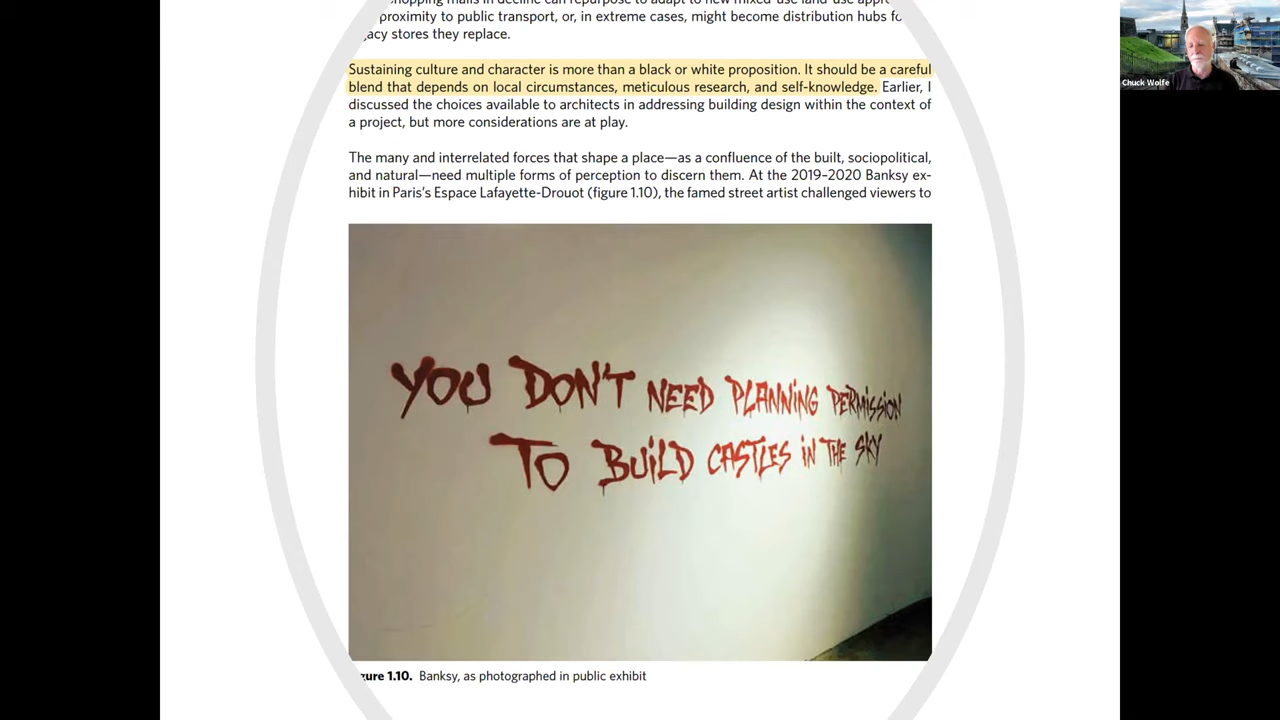 proximity to public transport, or, in extreme cases, might become distribution hubs
stores they replace.
Sustaining culture and character is more than a black or white proposition. It should be a careful
blend that depends on local circumstances, meticulous research, and self-knowledge. Earlier, I
discussed the choices available to architects in addressing building design within the context of
a project, but more considerations are at play.
The many and interrelated forces that shape a place—as a confluence of the built, sociopolitical,
and natural—need multiple forms of perception to discern them. At the 2019–2020 Banksy ex-
hibit in Paris's Espace Lafayette-Drouot (figure 1.10), the famed street artist challenged viewers to
YOU DON'T NEED PLANNING PERMISSION
TO BUILD CASTLES IN THE SKY
1.10. Banksy, as photographed in public exhibit
Chuck Wolfe